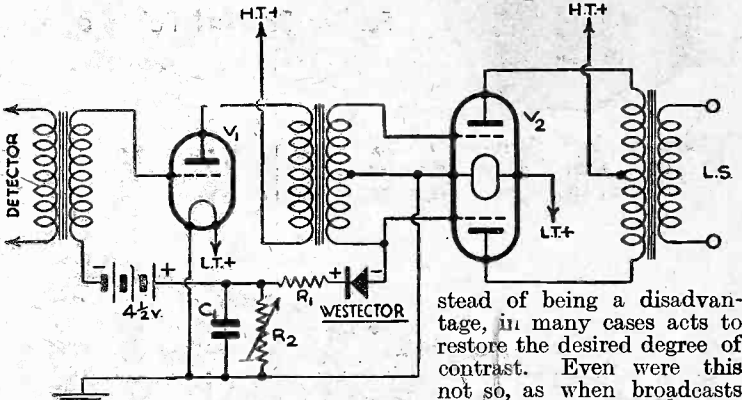 H.T.+
H.T.+
V1
V2
DETECTOR
L.S.
L.T.+
L.T.+
- +
4½v.
C1
R2
R1
+ -
WESTECTOR
stead of being a disadvan-
tage, in many cases acts to
restore the desired degree of
contrast. Even were this
not so, as when broadcasts